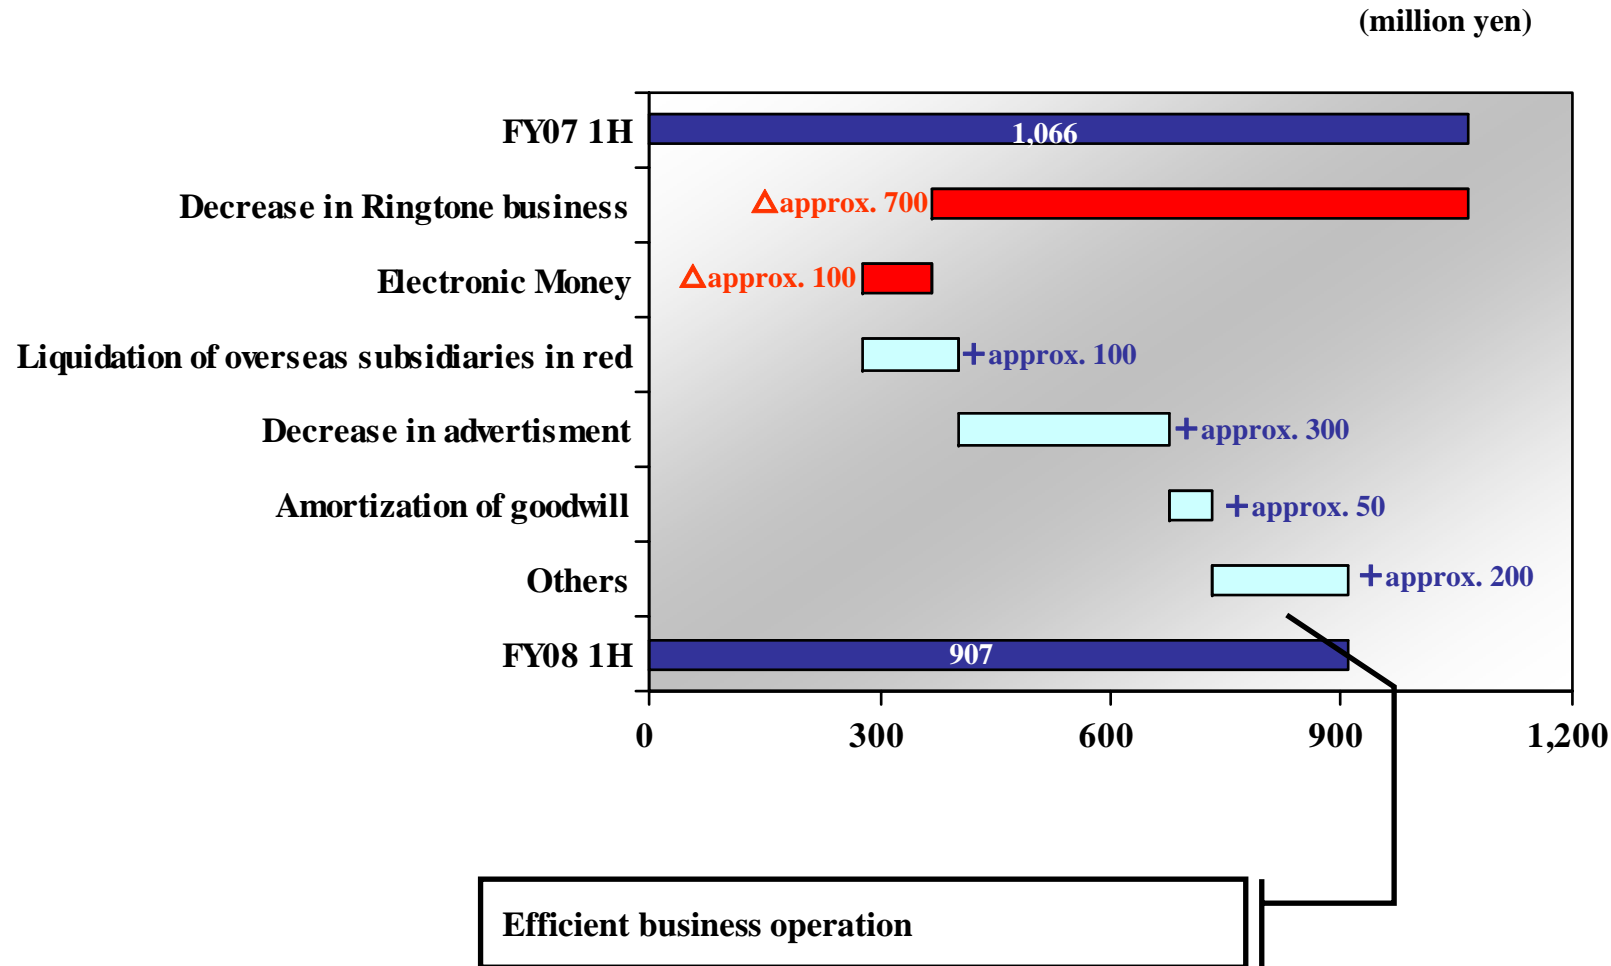 (million yen)
FY07 1H
1,066
Decrease in Ringtone business
△approx. 700
Electronic Money
△approx. 100
Liquidation of overseas subsidiaries in red
+approx. 100
Decrease in advertisment
+approx. 300
Amortization of goodwill
+approx. 50
Others
+approx. 200
FY08 1H
907
0 300 600 900 1,200
Efficient business operation